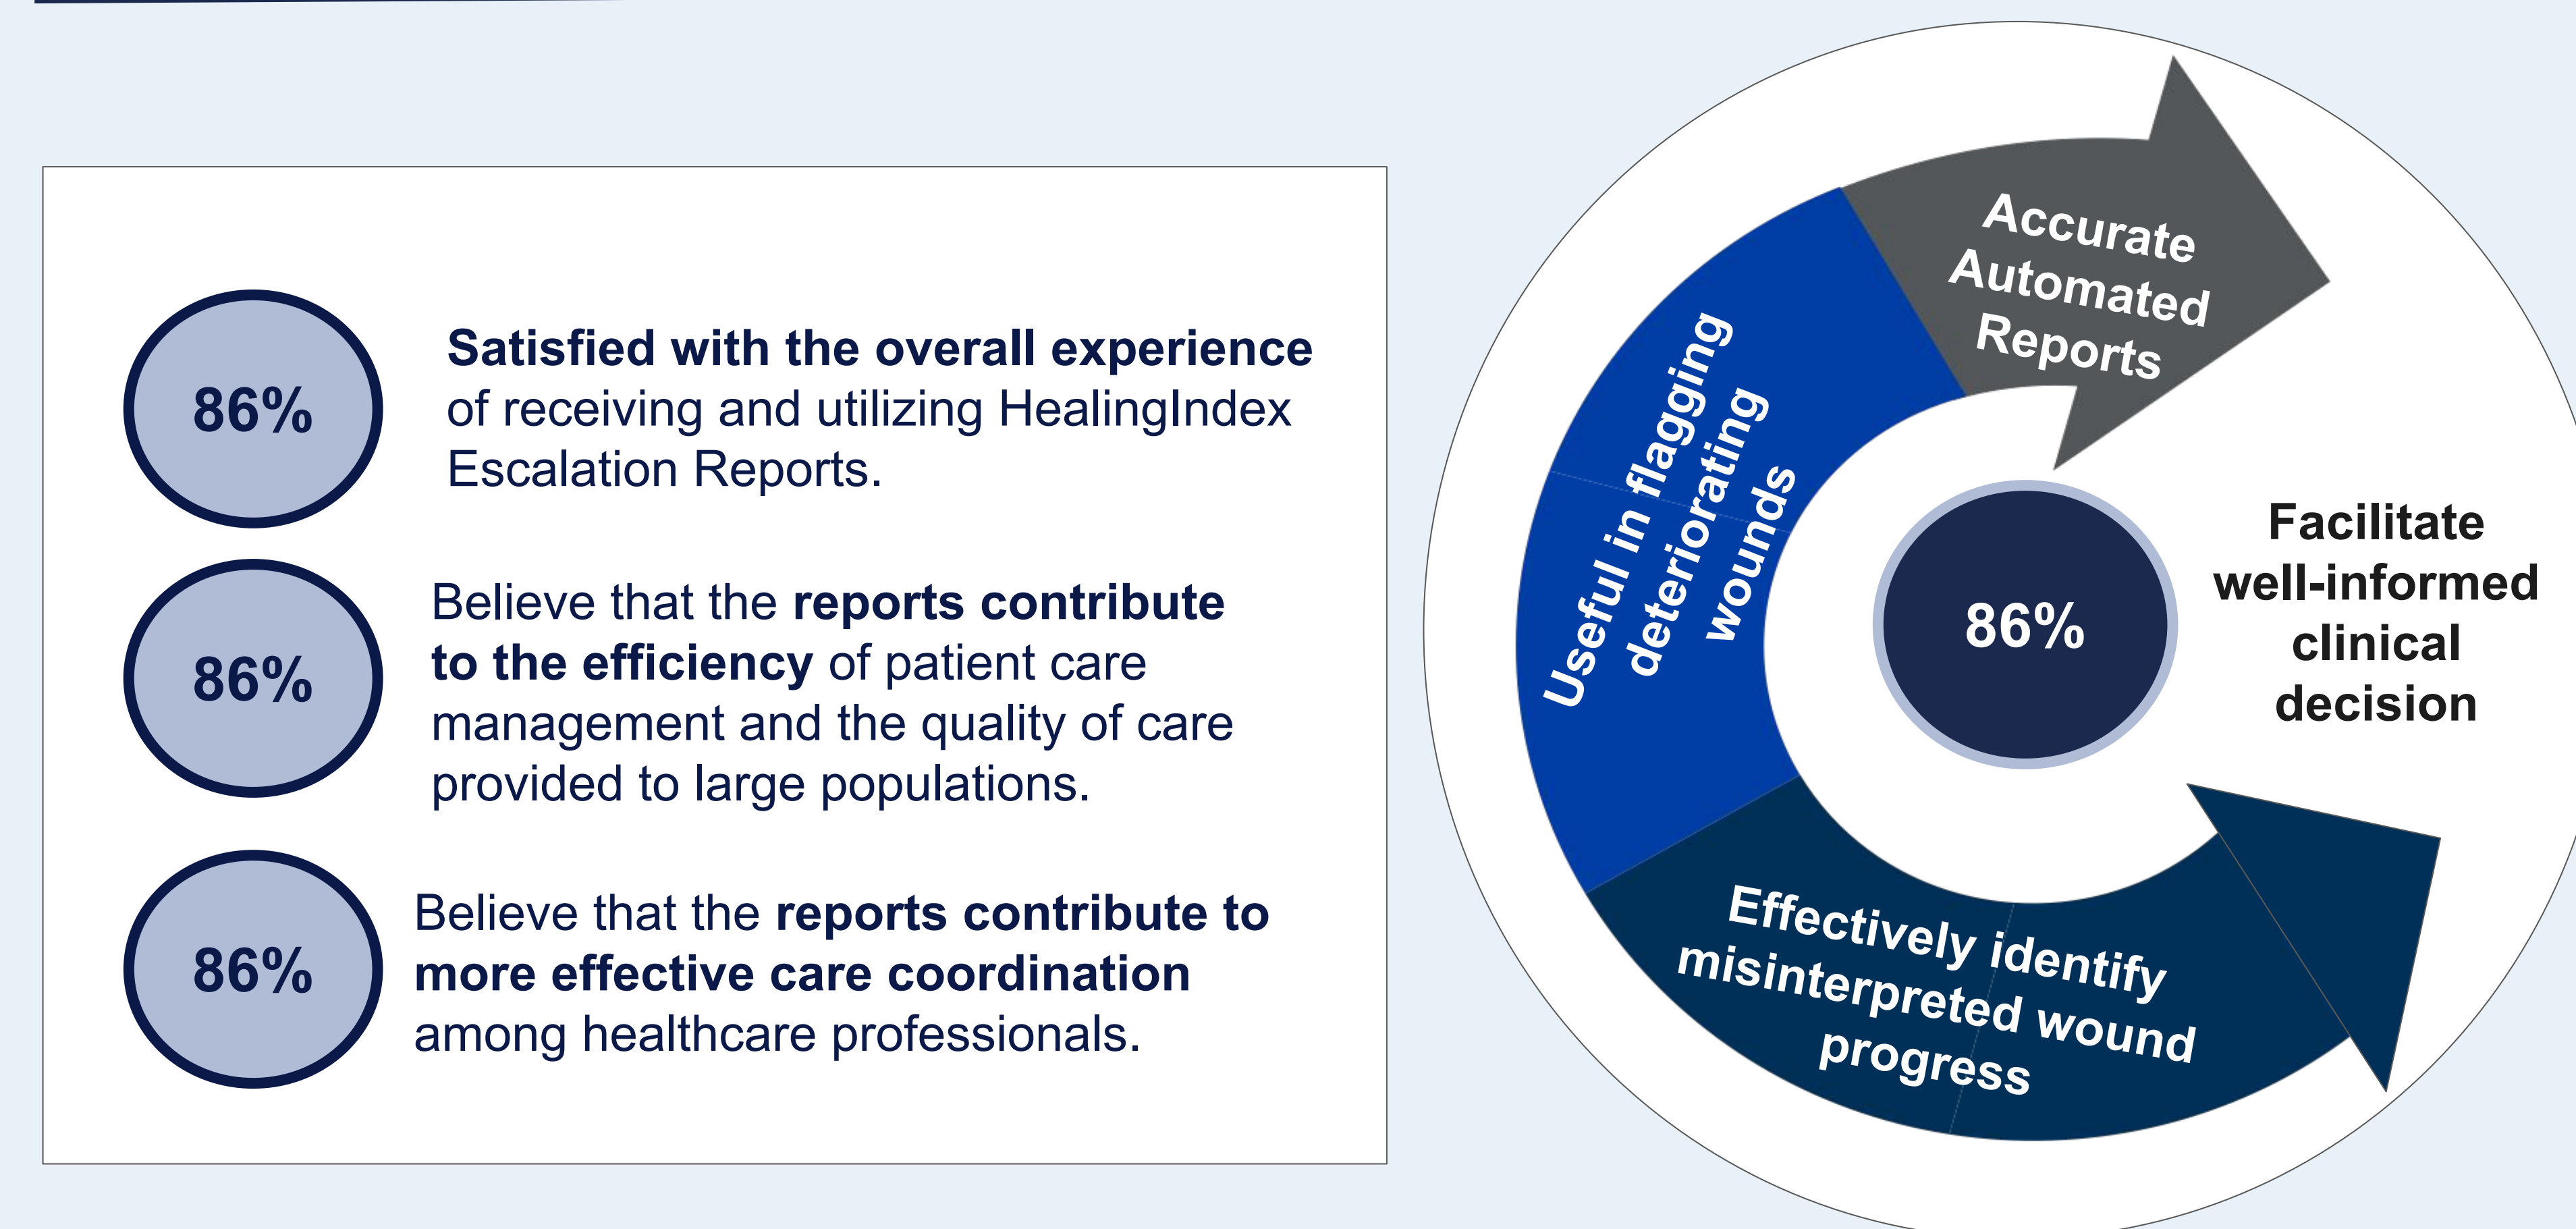 86%
Satisfied with the overall experience
of receiving and utilizing HealingIndex
Escalation Reports.
86%
Believe that the reports contribute
to the efficiency of patient care
management and the quality of care
provided to large populations.
86%
Believe that the reports contribute to
more effective care coordination
among healthcare professionals.
Accurate
Automated
Reports
Useful in flagging
deteriorating
wounds
Effectively identify
misinterpreted wound
progress
86%
Facilitate
well-informed
clinical
decision